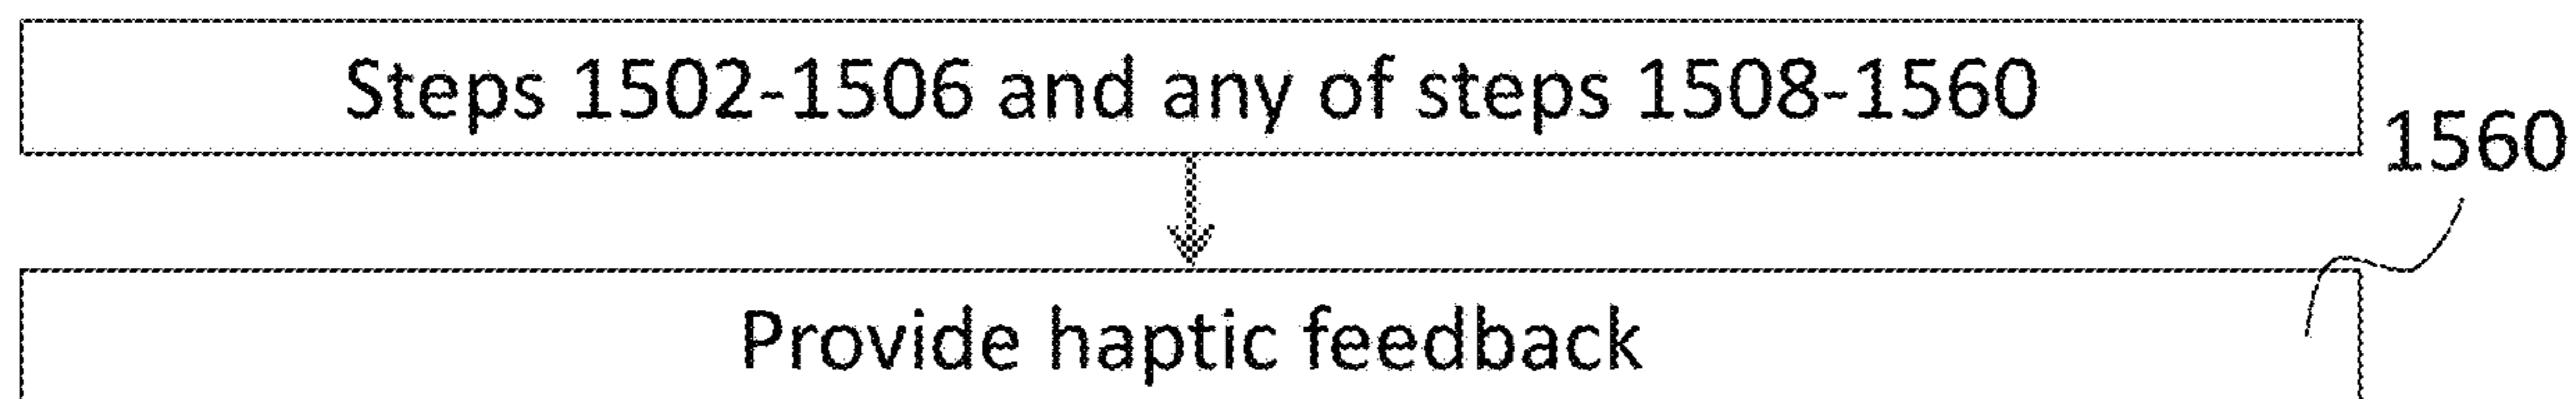 Steps 1502-1506 and any of steps 1508-1560
1560
Provide haptic feedback